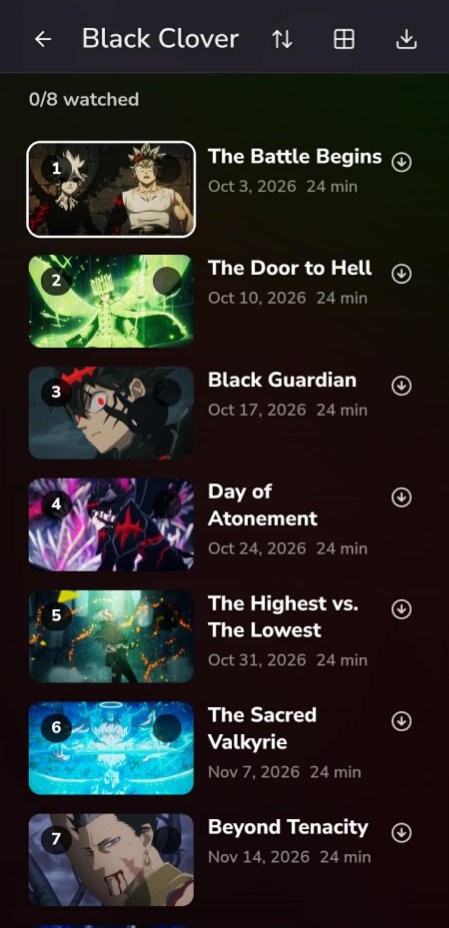 Black Clover
0/8 watched
1
The Battle Begins
Oct 3, 2026 24 min
2
The Door to Hell
Oct 10, 2026 24 min
3
Black Guardian
Oct 17, 2026 24 min
4
Day of
Atonement
Oct 24, 2026 24 min
5
The Highest vs.
The Lowest
Oct 31, 2026 24 min
6
The Sacred
Valkyrie
Nov 7, 2026 24 min
7
Beyond Tenacity
Nov 14, 2026 24 min